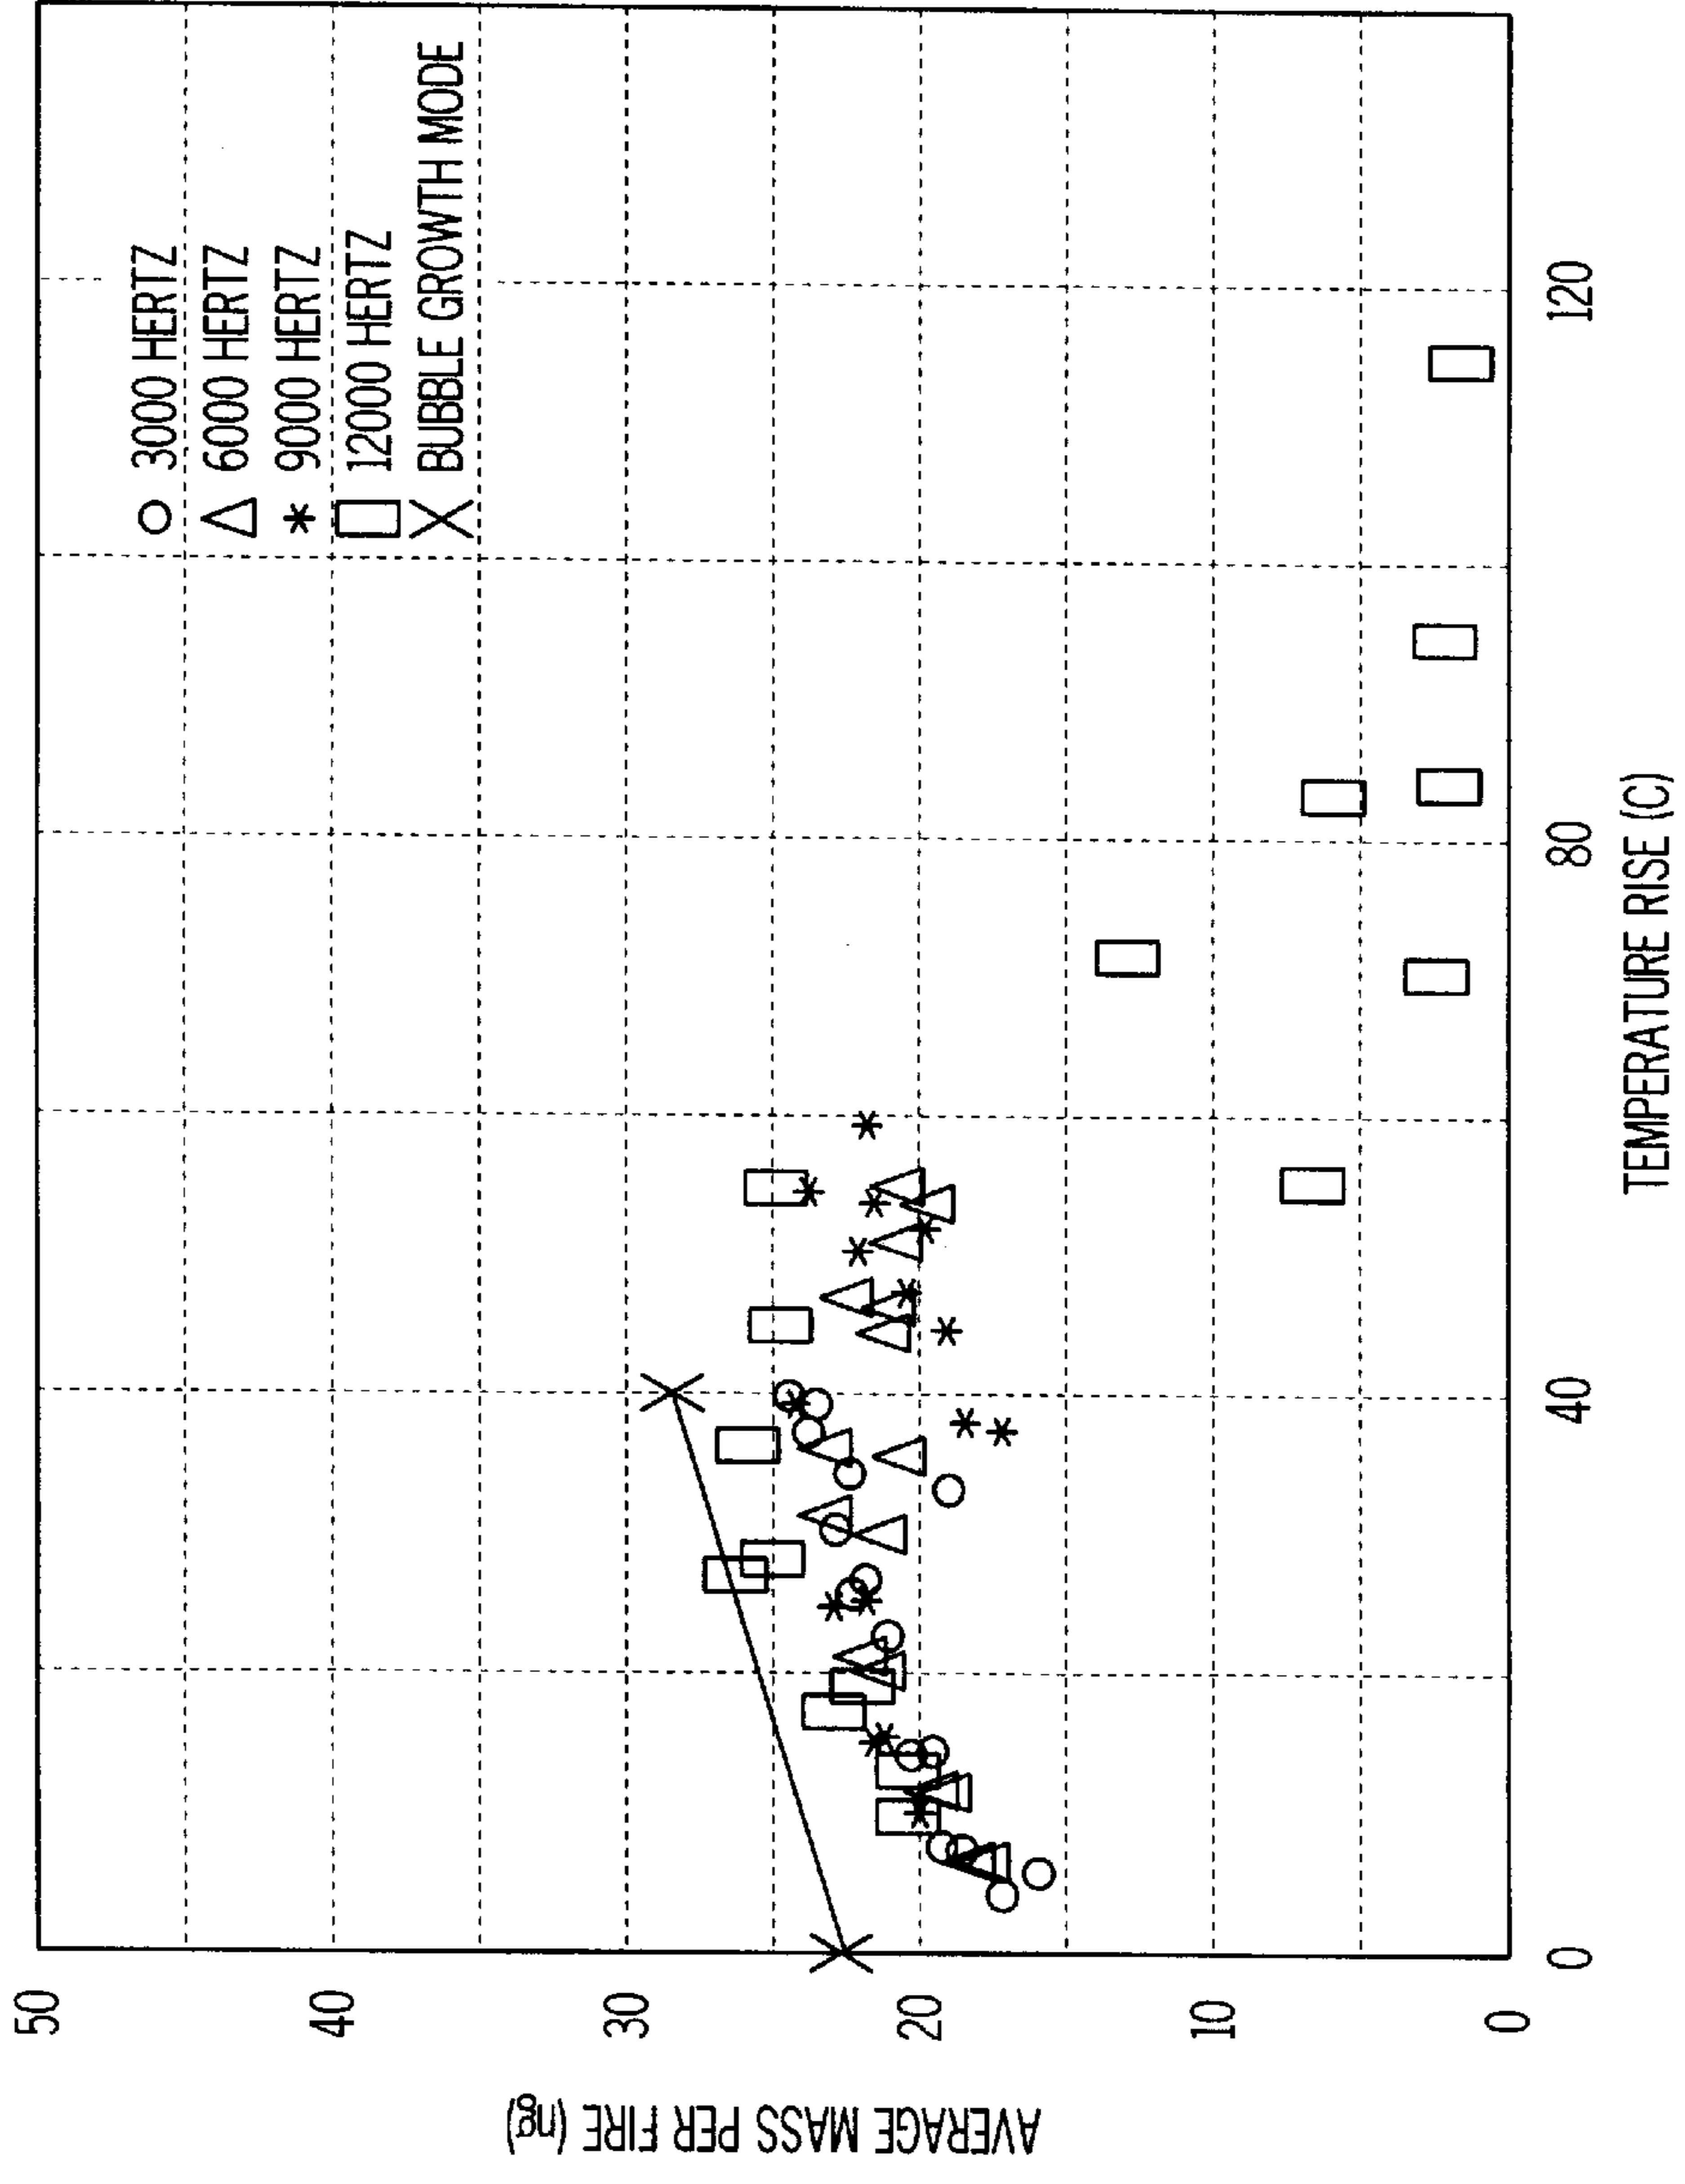 50
40
30
20
10
0
AVERAGE MASS PER FIRE (ng)
3000 HERTZ
6000 HERTZ
9000 HERTZ
12000 HERTZ
BUBBLE GROWTH MODE
0
40
80
120
TEMPERATURE RISE (C)